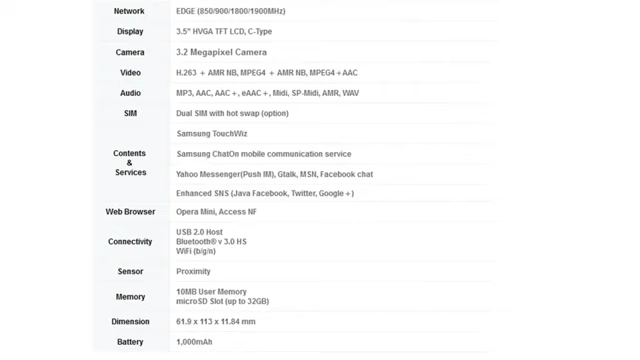 Network EDGE (850/900/1800/1900MHz)
Display 3.5" HVGA TFT LCD, C-Type
Camera 3.2 Megapixel Camera
Video H.263 + AMR NB, MPEG4 + AMR NB, MPEG4+AAC
Audio MP3, AAC, AAC+, eAAC+, Midi, SP-Midi, AMR, WAV
SIM Dual SIM with hot swap (option)
Contents
&
Services
Samsung TouchWiz
Samsung ChatOn mobile communication service
Yahoo Messenger(Push IM), Gtalk, MSN, Facebook chat
Enhanced SNS (Java Facebook, Twitter, Google+)
Web Browser Opera Mini, Access NF
Connectivity
USB 2.0 Host
Bluetooth® v 3.0 HS
WiFi (b/g/n)
Sensor Proximity
Memory
10MB User Memory
microSD Slot (up to 32GB)
Dimension 61.9 x 113 x 11.84 mm
Battery 1,000mAh